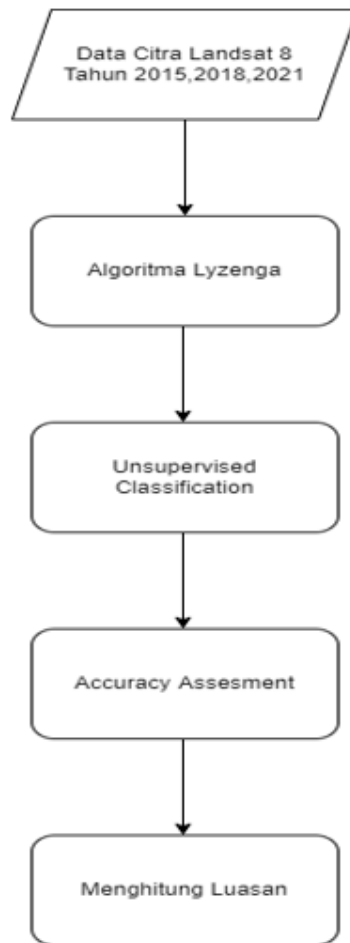 Data Citra Landsat 8
Tahun 2015,2018,2021
Algoritma Lyzenga
Unsupervised
Classification
Accuracy Assesment
Menghitung Luasan